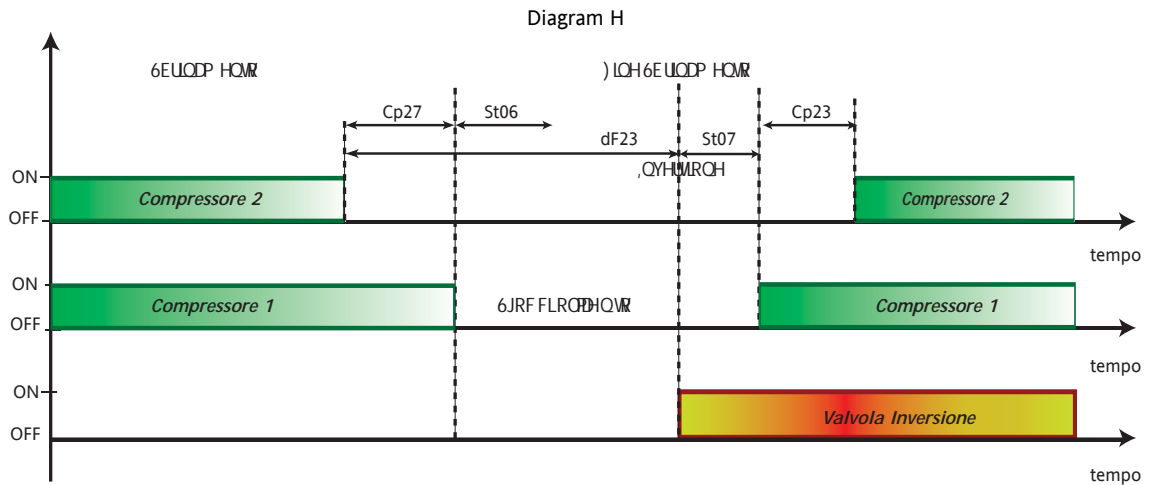 Diagram H
Cp27
St06
Cp23
dF23
St07
ON
OFF
Compressore 2
Compressore 2
tempo
ON
OFF
Compressore 1
Compressore 1
tempo
ON
OFF
Valvola Inversione
tempo